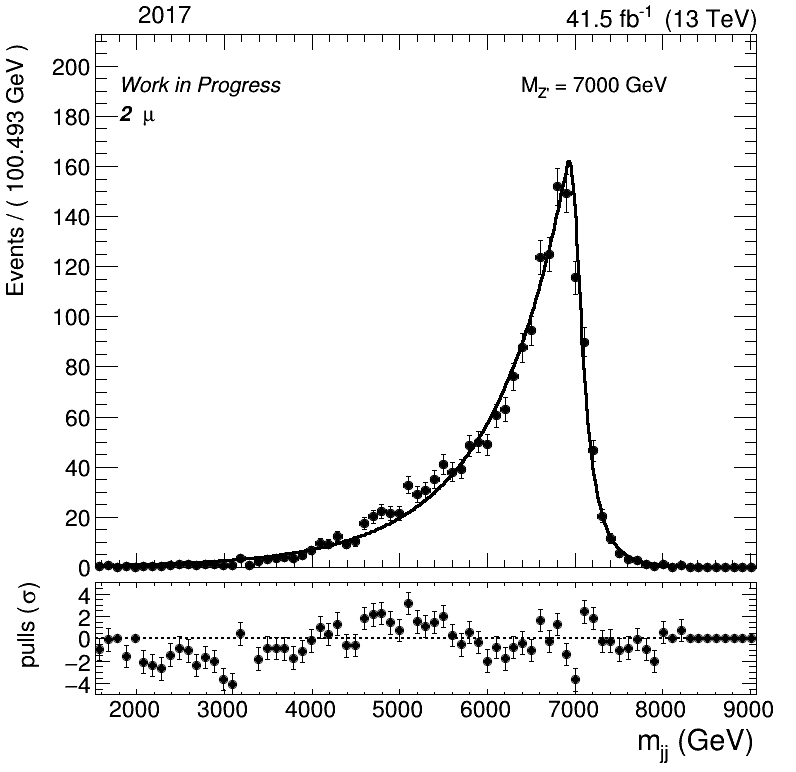 2017 41.5 fb⁻¹ (13 TeV)
Events / ( 100.493 GeV )
200
180
160
140
120
100
80
60
40
20
0
Work in Progress
2 μ
M_Z' = 7000 GeV
pulls (σ)
4
2
0
−2
−4
2000 3000 4000 5000 6000 7000 8000 9000
m_jj (GeV)